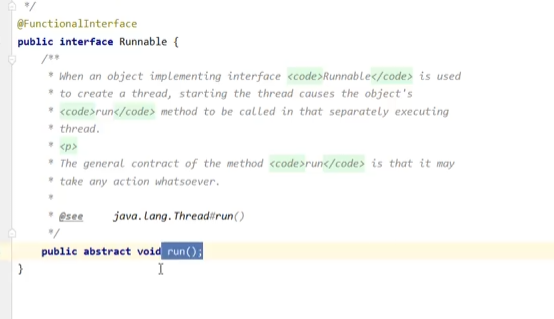 */
@FunctionalInterface
public interface Runnable {
/**
* When an object implementing interface <code>Runnable</code> is used
* to create a thread, starting the thread causes the object's
* <code>run</code> method to be called in that separately executing
* thread.
* <p>
* The general contract of the method <code>run</code> is that it may
* take any action whatsoever.
*
* @see     java.lang.Thread#run()
*/
public abstract void run();
}